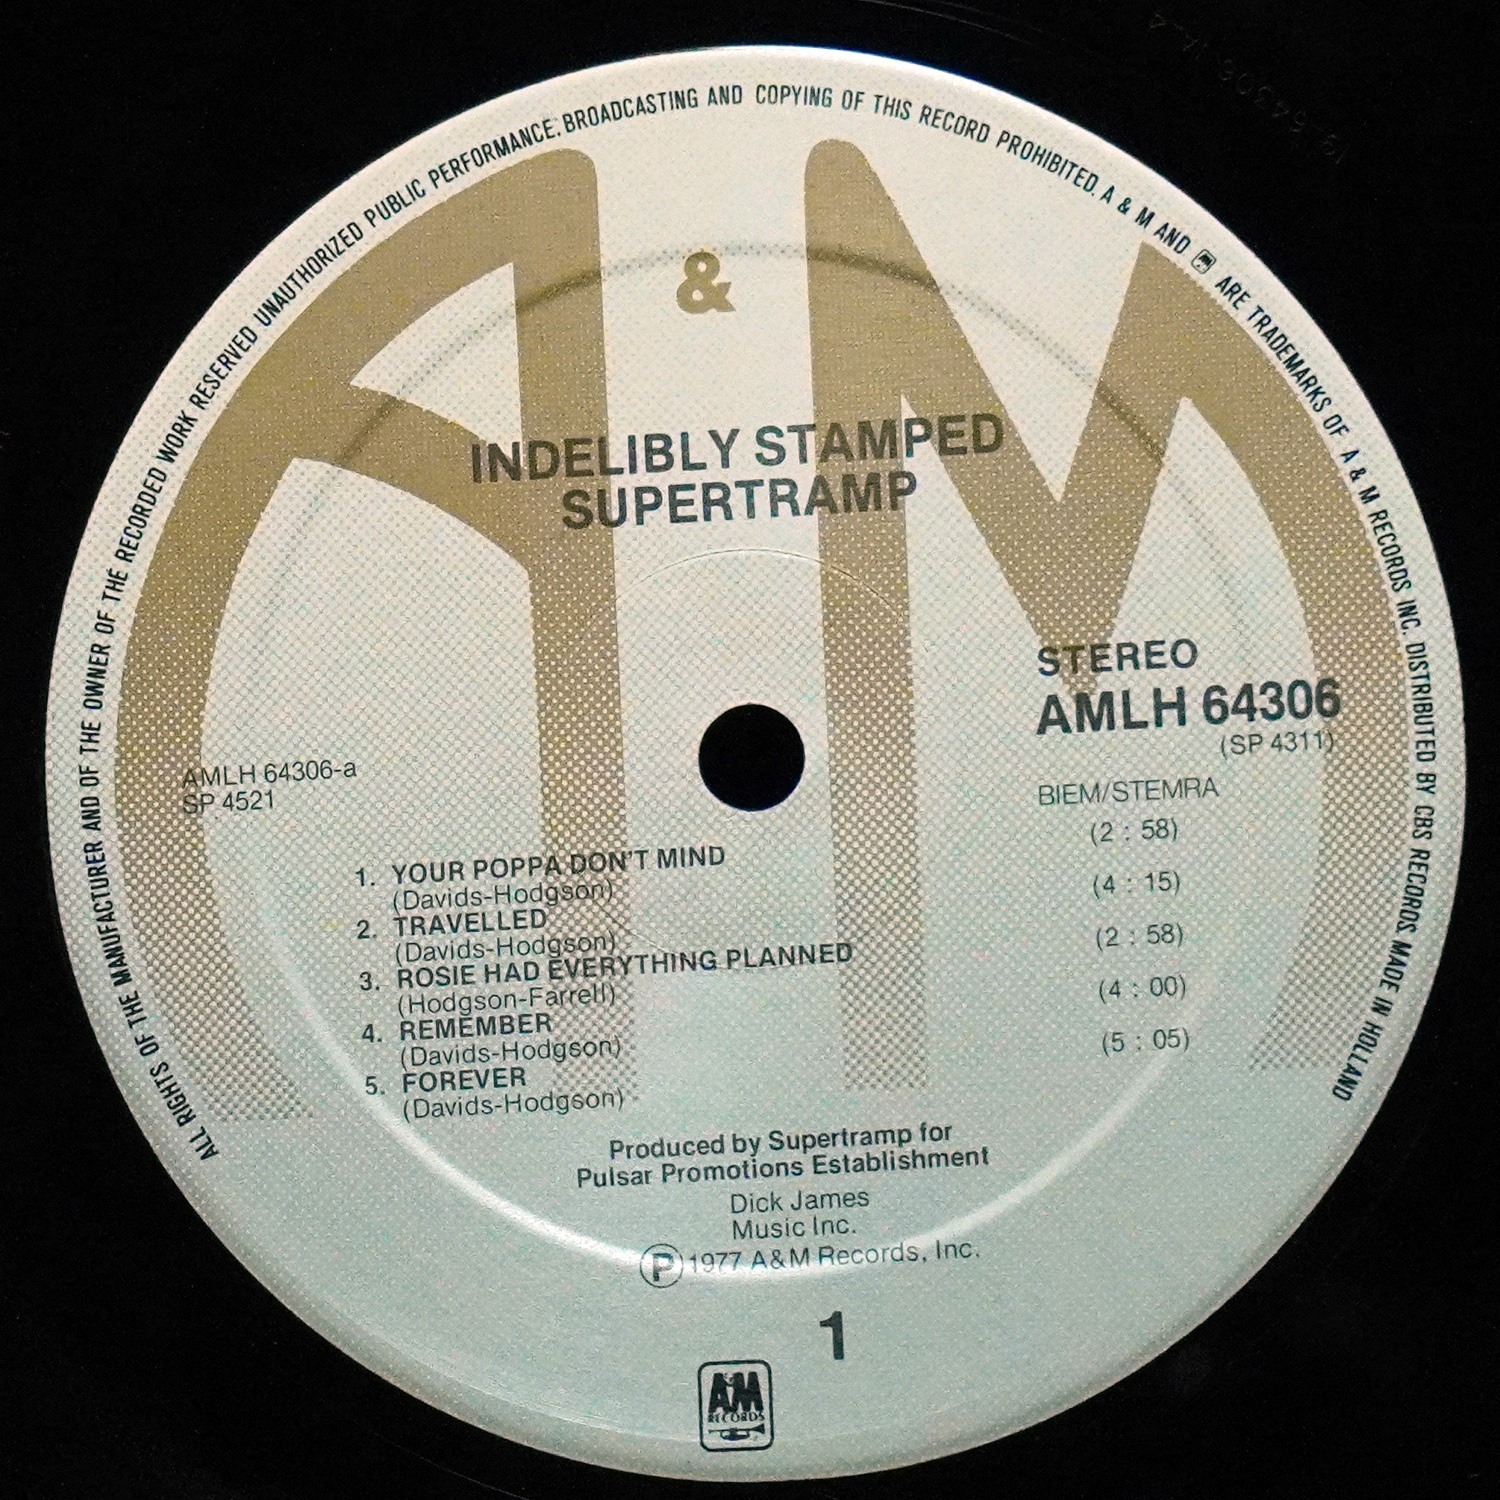 ALL RIGHTS OF THE MANUFACTURER AND OF THE OWNER OF THE RECORDED WORK RESERVED UNAUTHORIZED PUBLIC PERFORMANCE. BROADCASTING AND COPYING OF THIS RECORD PROHIBITED. A & M AND ARE TRADEMARKS OF A & M RECORDS INC. DISTRIBUTED BY CBS RECORDS. MADE IN HOLLAND
A & M
INDELIBLY STAMPED
SUPERTRAMP
STEREO
AMLH 64306
(SP 4311)
BIEM/STEMRA
AMLH 64306-a
SP 4521
1. YOUR POPPA DON'T MIND (2 : 58)
(Davids-Hodgson)
2. TRAVELLED (4 : 15)
(Davids-Hodgson)
3. ROSIE HAD EVERYTHING PLANNED (2 : 58)
(Hodgson-Farrell)
4. REMEMBER (4 : 00)
(Davids-Hodgson)
5. FOREVER (5 : 05)
(Davids-Hodgson)
Produced by Supertramp for
Pulsar Promotions Establishment
Dick James
Music Inc.
Ⓟ 1977 A&M Records, Inc.
1
A&M
RECORDS